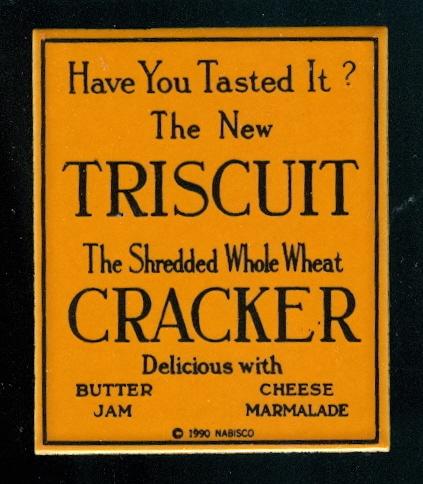 Have You Tasted It ?
The New
TRISCUIT
The Shredded Whole Wheat
CRACKER
Delicious with
BUTTER CHEESE
JAM MARMALADE
© 1990 NABISCO